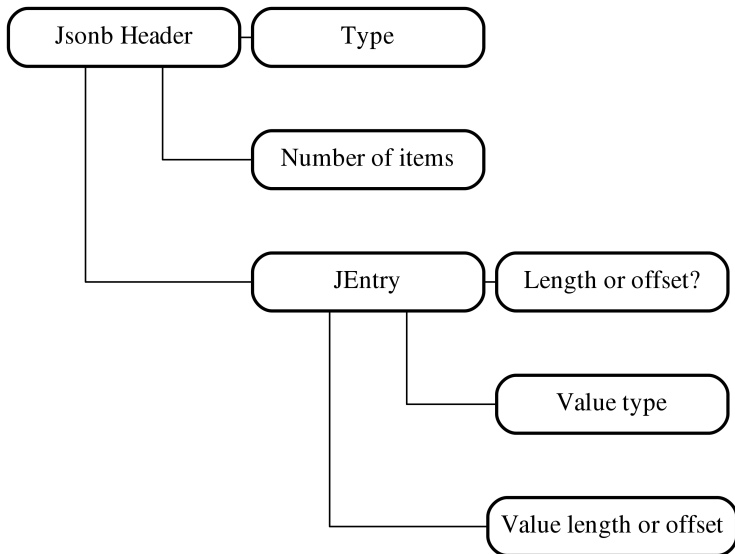 Jsonb Header
Type
Number of items
JEntry
Length or offset?
Value type
Value length or offset